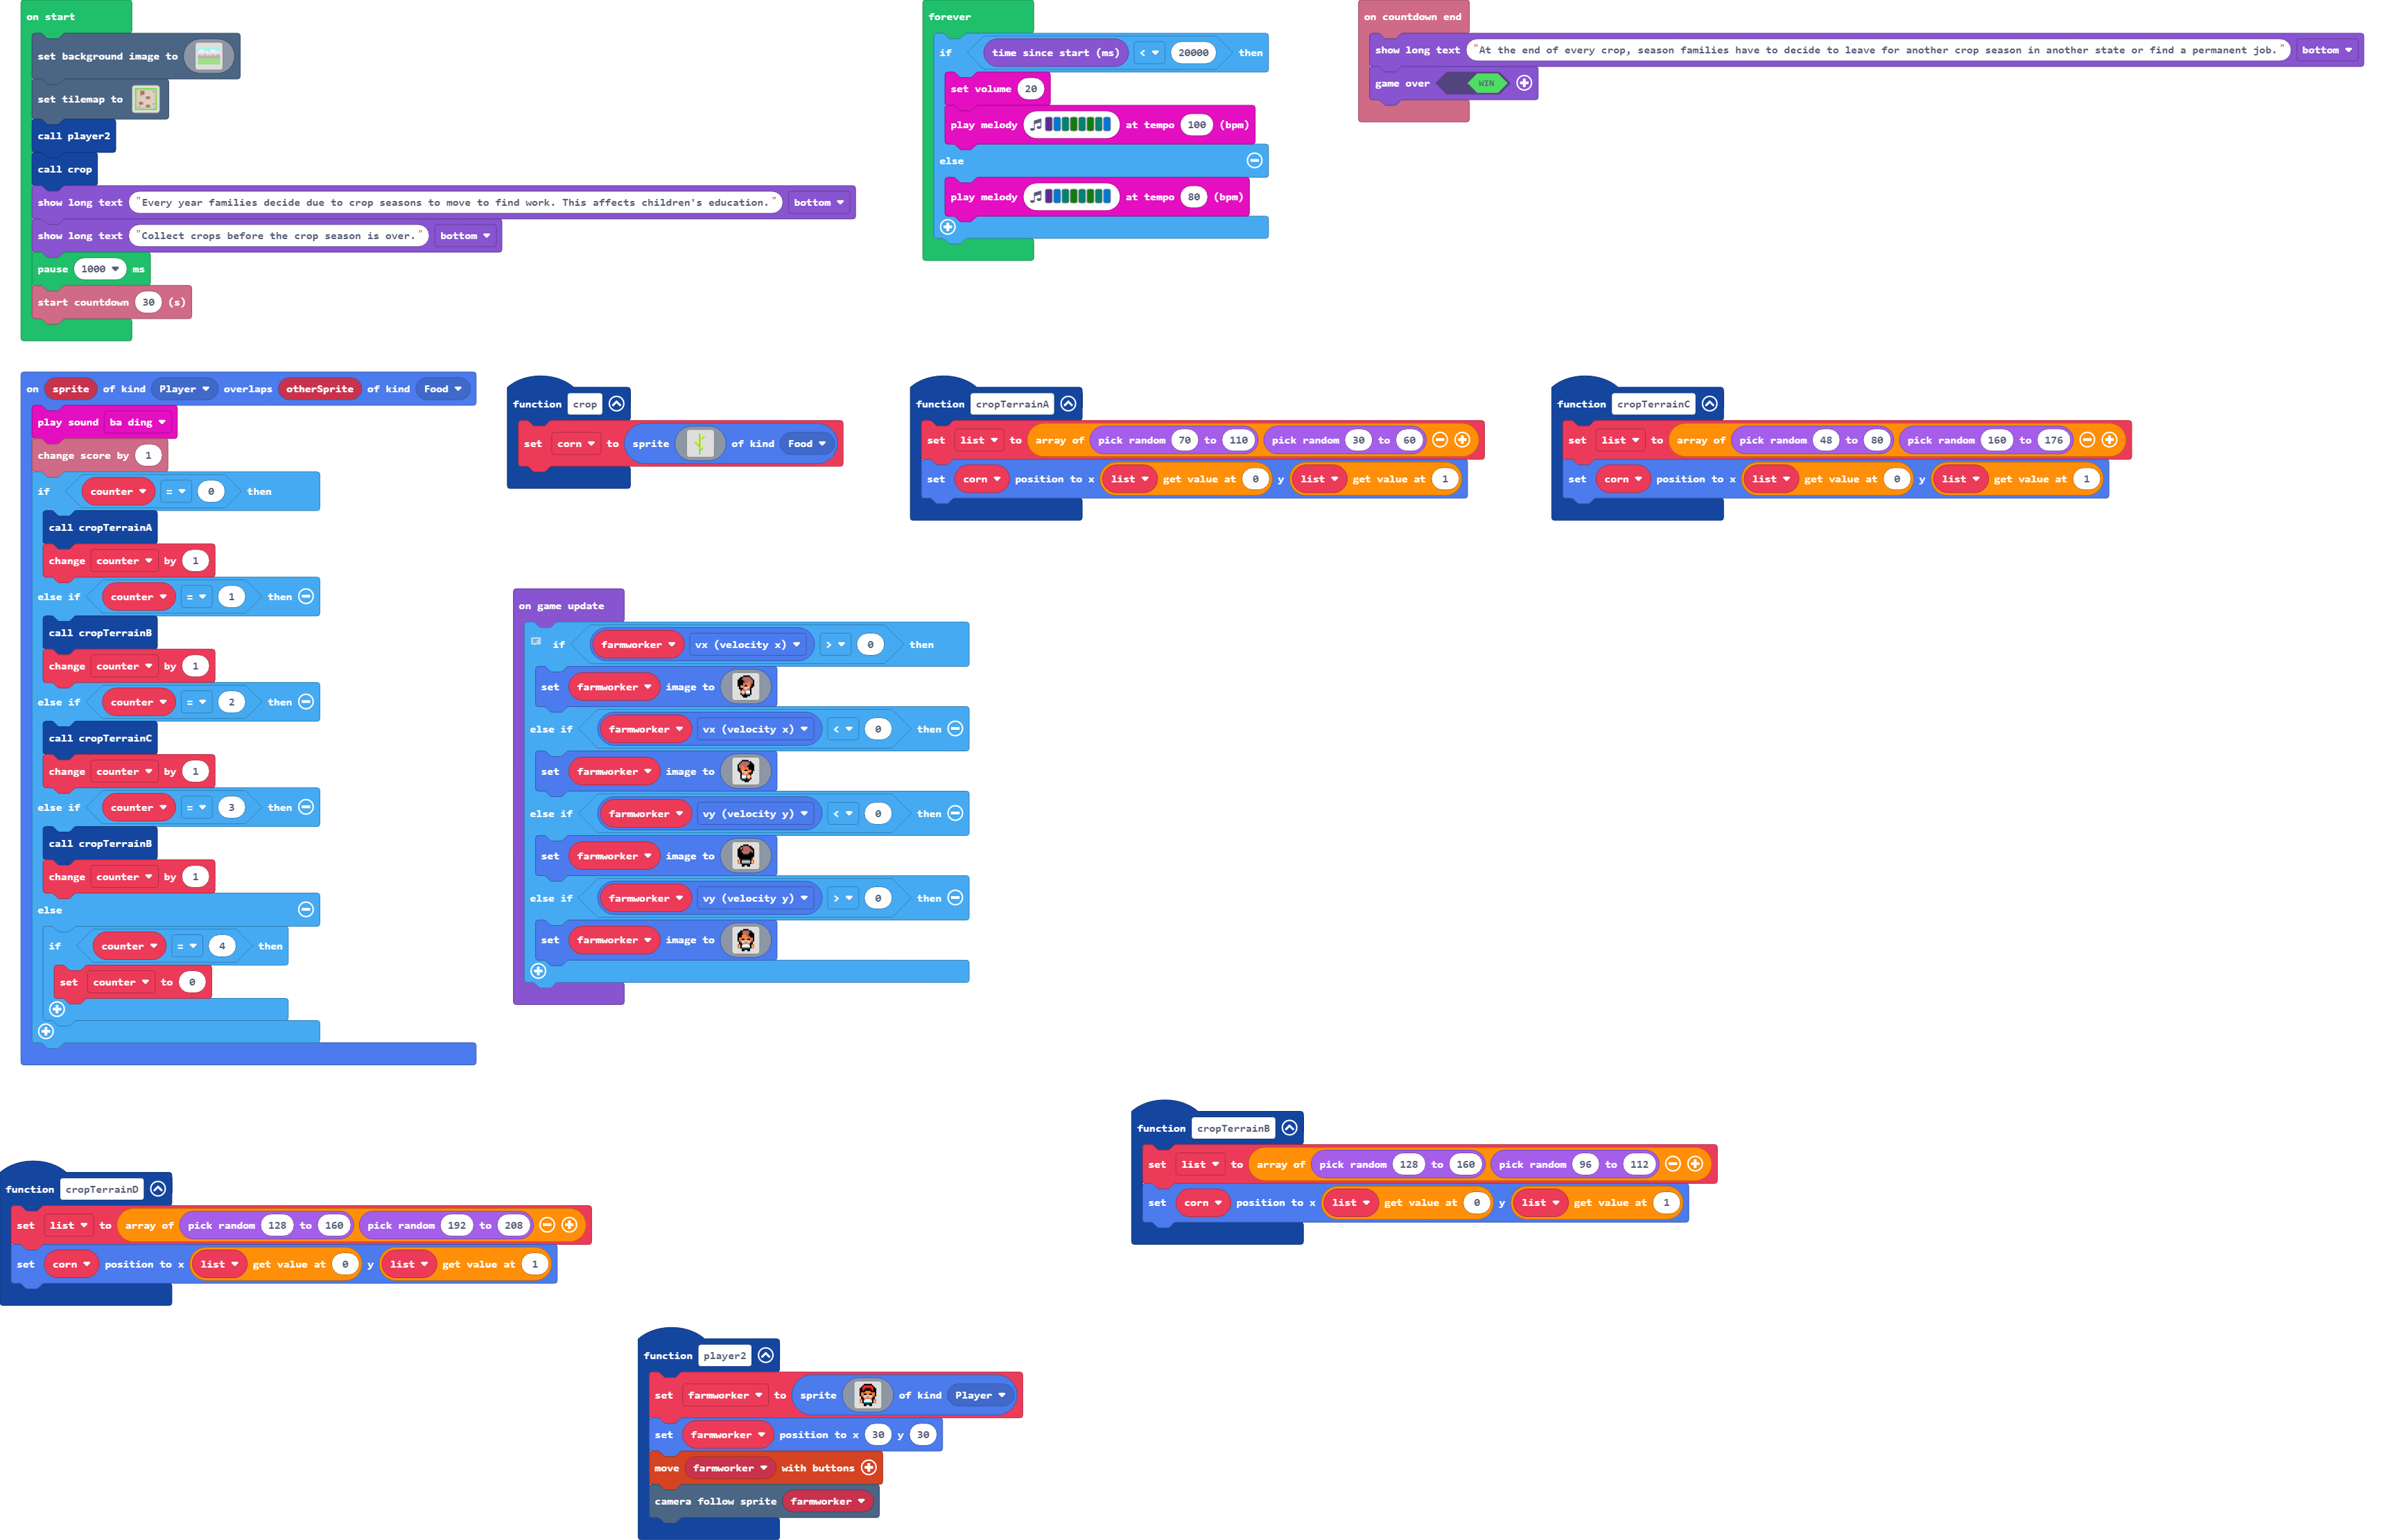 on start
set background image to
set tilemap to
call player2
call crop
show long text "Every year families decide due to crop seasons to move to find work. This affects children's education." bottom
show long text "Collect crops before the crop season is over." bottom
pause 1000 ms
start countdown 30 (s)
forever
if time since start (ms) < 20000 then
set volume 20
play melody at tempo 100 (bpm)
else
play melody at tempo 80 (bpm)
on countdown end
show long text "At the end of every crop, season families have to decide to leave for another crop season in another state or find a permanent job." bottom
game over WIN
on sprite of kind Player overlaps otherSprite of kind Food
play sound ba ding
change score by 1
if counter = 0 then
call cropTerrainA
change counter by 1
else if counter = 1 then
call cropTerrainB
change counter by 1
else if counter = 2 then
call cropTerrainC
change counter by 1
else if counter = 3 then
call cropTerrainB
change counter by 1
else
if counter = 4 then
set counter to 0
function crop
set corn to sprite of kind Food
function cropTerrainA
set list to array of pick random 70 to 110 pick random 30 to 60
set corn position to x list get value at 0 y list get value at 1
function cropTerrainC
set list to array of pick random 48 to 80 pick random 160 to 176
set corn position to x list get value at 0 y list get value at 1
on game update
if farmworker vx (velocity x) > 0 then
set farmworker image to
else if farmworker vx (velocity x) < 0 then
set farmworker image to
else if farmworker vy (velocity y) < 0 then
set farmworker image to
else if farmworker vy (velocity y) > 0 then
set farmworker image to
function cropTerrainB
set list to array of pick random 128 to 160 pick random 96 to 112
set corn position to x list get value at 0 y list get value at 1
function cropTerrainD
set list to array of pick random 128 to 160 pick random 192 to 208
set corn position to x list get value at 0 y list get value at 1
function player2
set farmworker to sprite of kind Player
set farmworker position to x 30 y 30
move farmworker with buttons
camera follow sprite farmworker